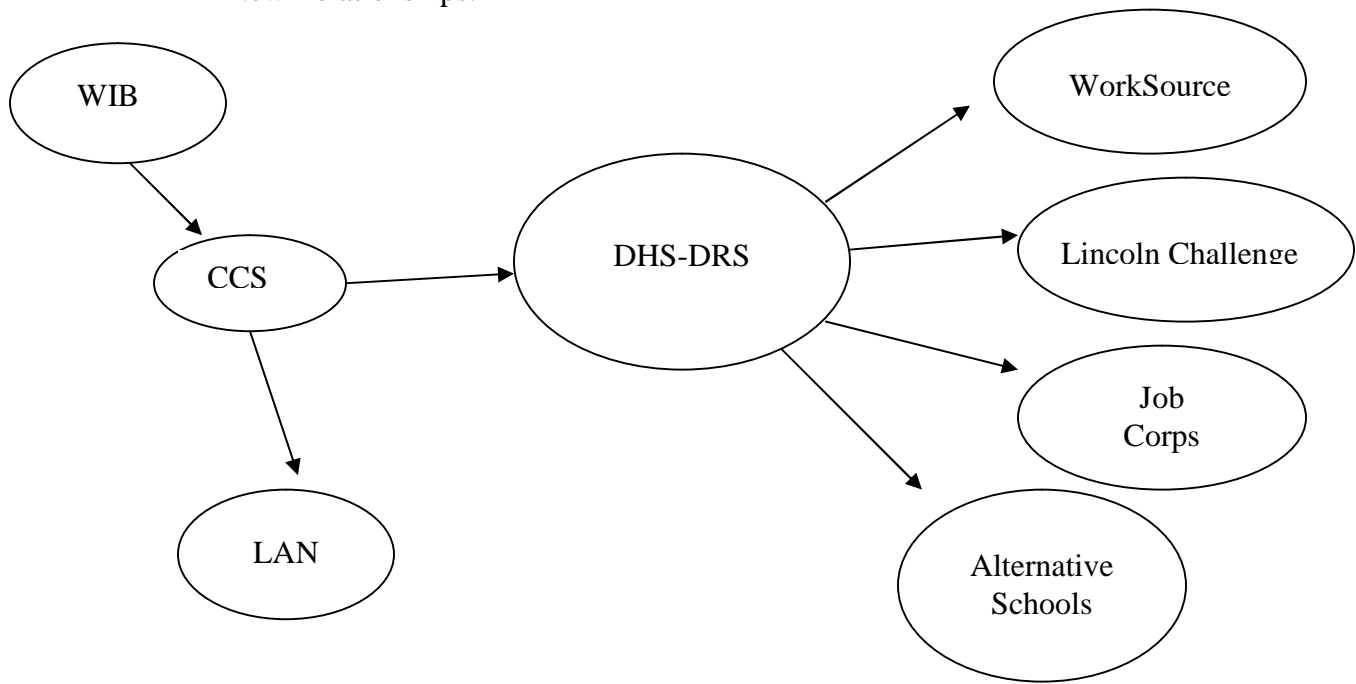 WIB
WorkSource
CCS
DHS-DRS
Lincoln Challenge
Job
Corps
LAN
Alternative
Schools